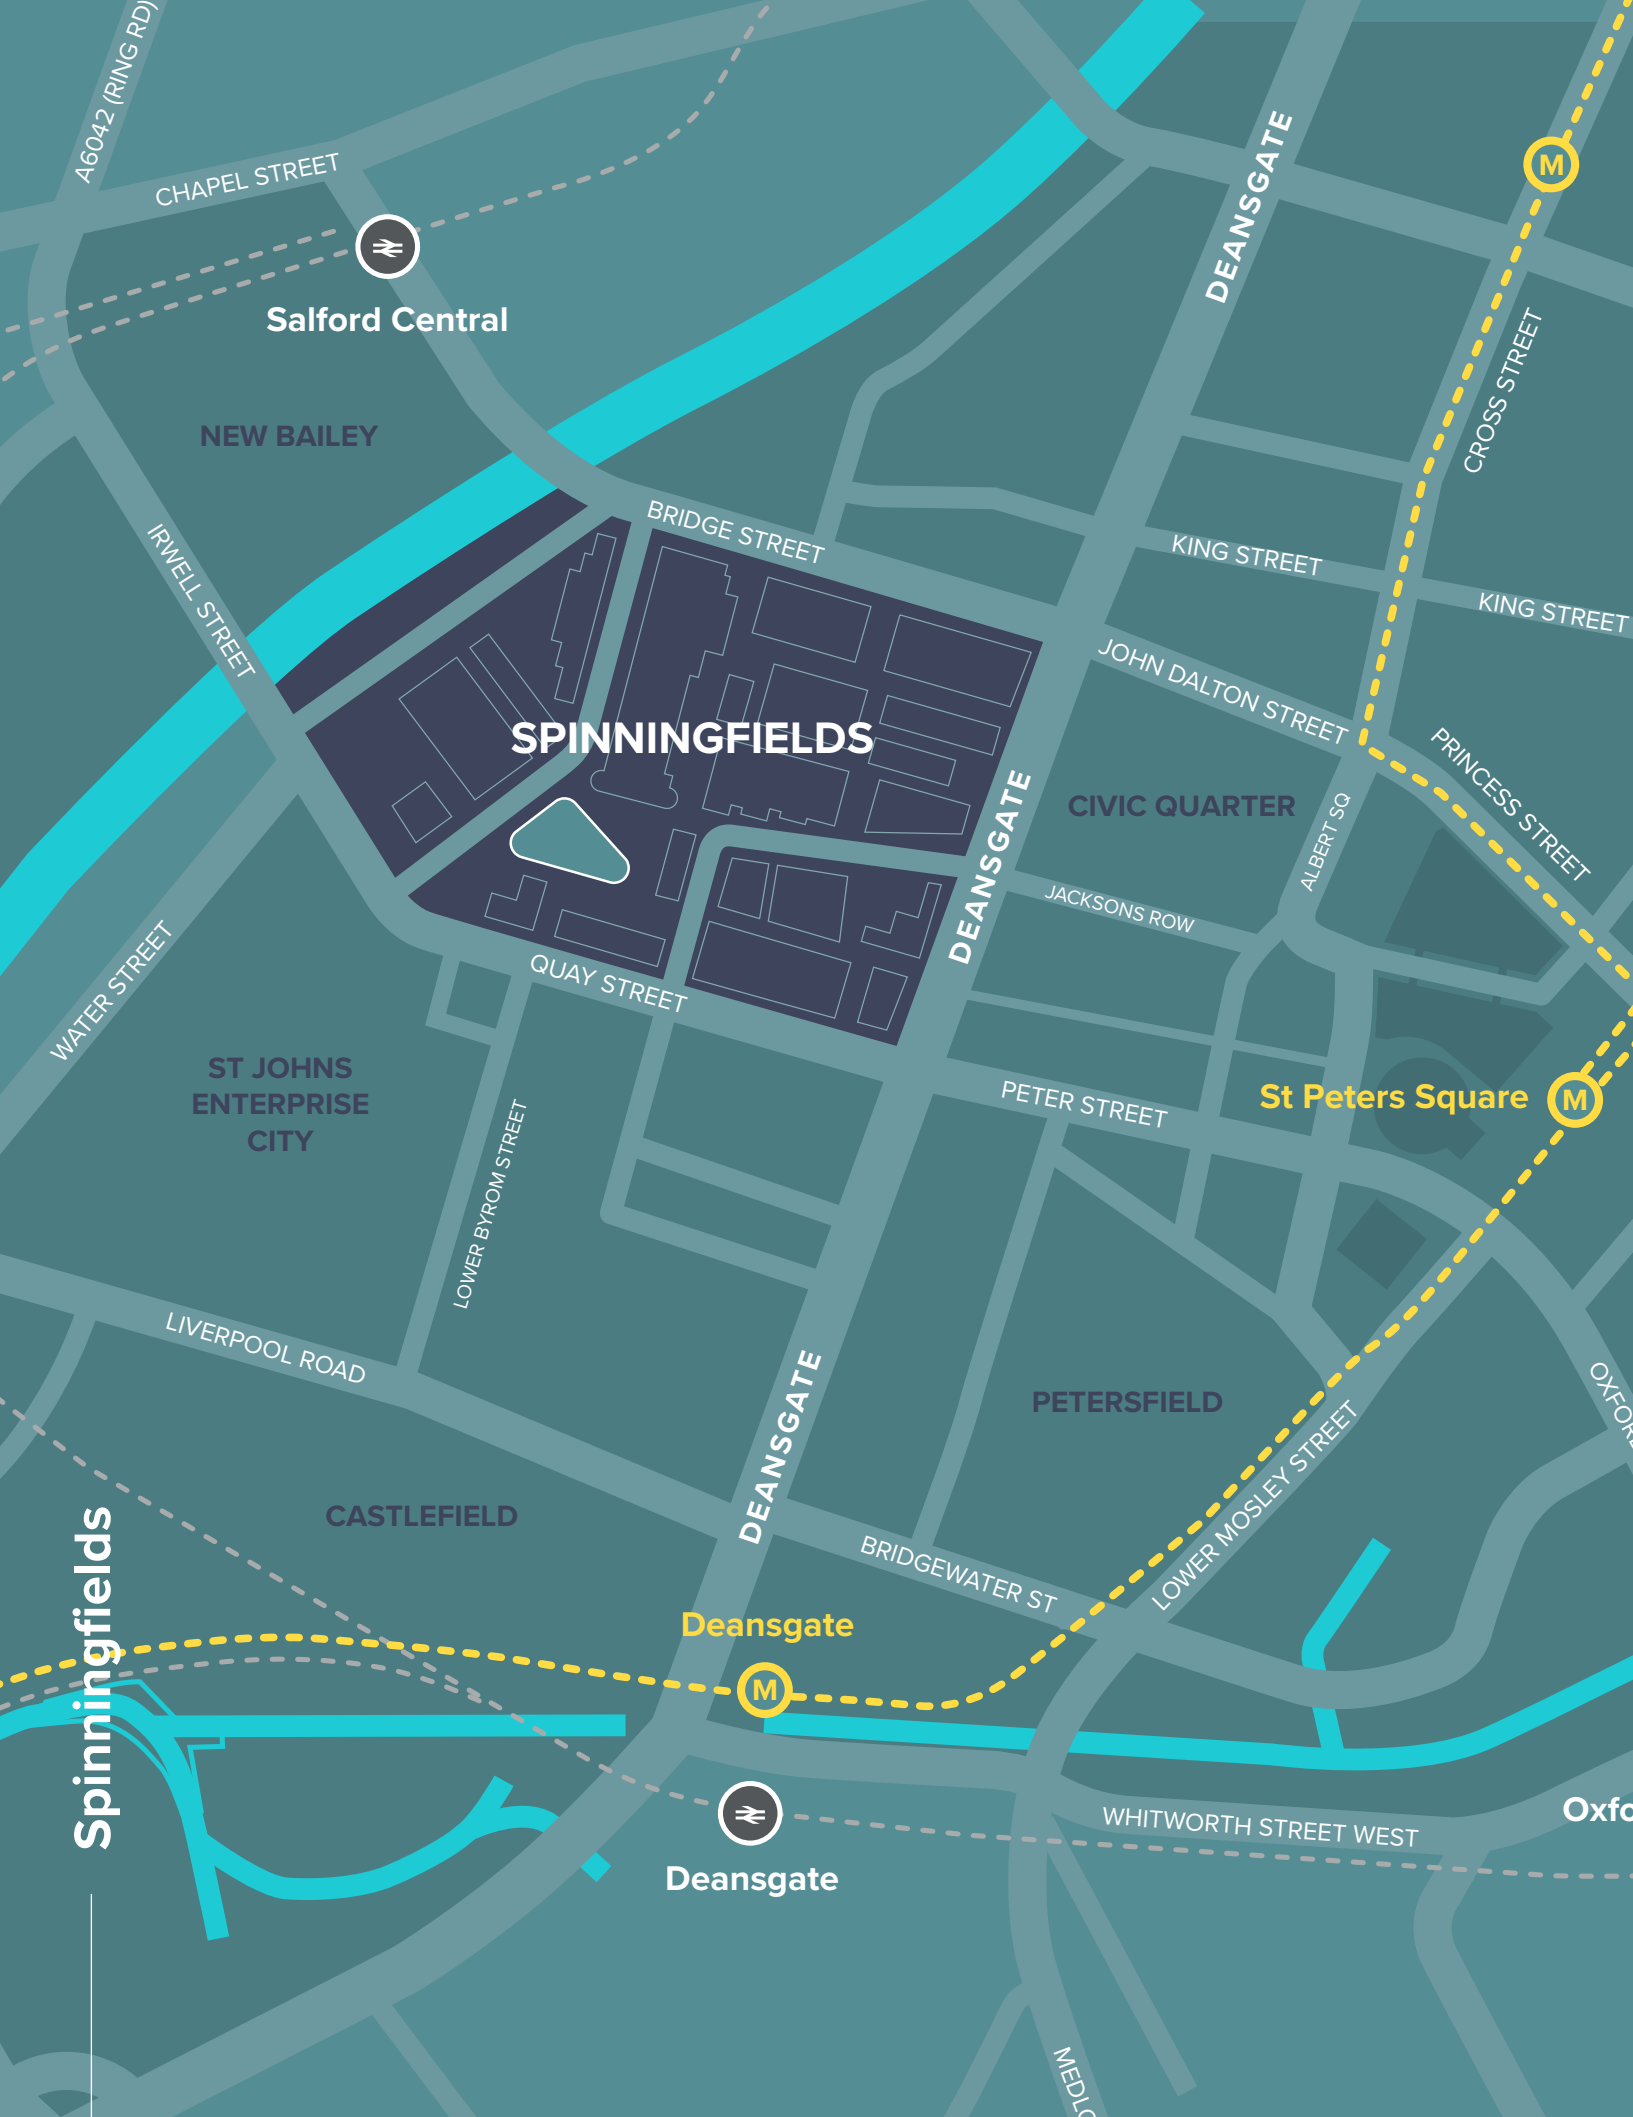 A6042 (RING RD)
CHAPEL STREET
M
DEANSGATE
Salford Central
CROSS STREET
NEW BAILEY
BRIDGE STREET
IRWELL STREET
KING STREET
KING STREET
JOHN DALTON STREET
SPINNINGFIELDS
PRINCESS STREET
CIVIC QUARTER
ALBERT SQ
DEANSGATE
JACKSONS ROW
WATER STREET
QUAY STREET
ST JOHNS
ENTERPRISE
CITY
PETER STREET
St Peters Square
M
LOWER BYROM STREET
LIVERPOOL ROAD
DEANSGATE
PETERSFIELD
OXFOR
LOWER MOSLEY STREET
CASTLEFIELD
BRIDGEWATER ST
Spinningfields
Deansgate
M
WHITWORTH STREET WEST
Oxfo
Deansgate
MEDLO